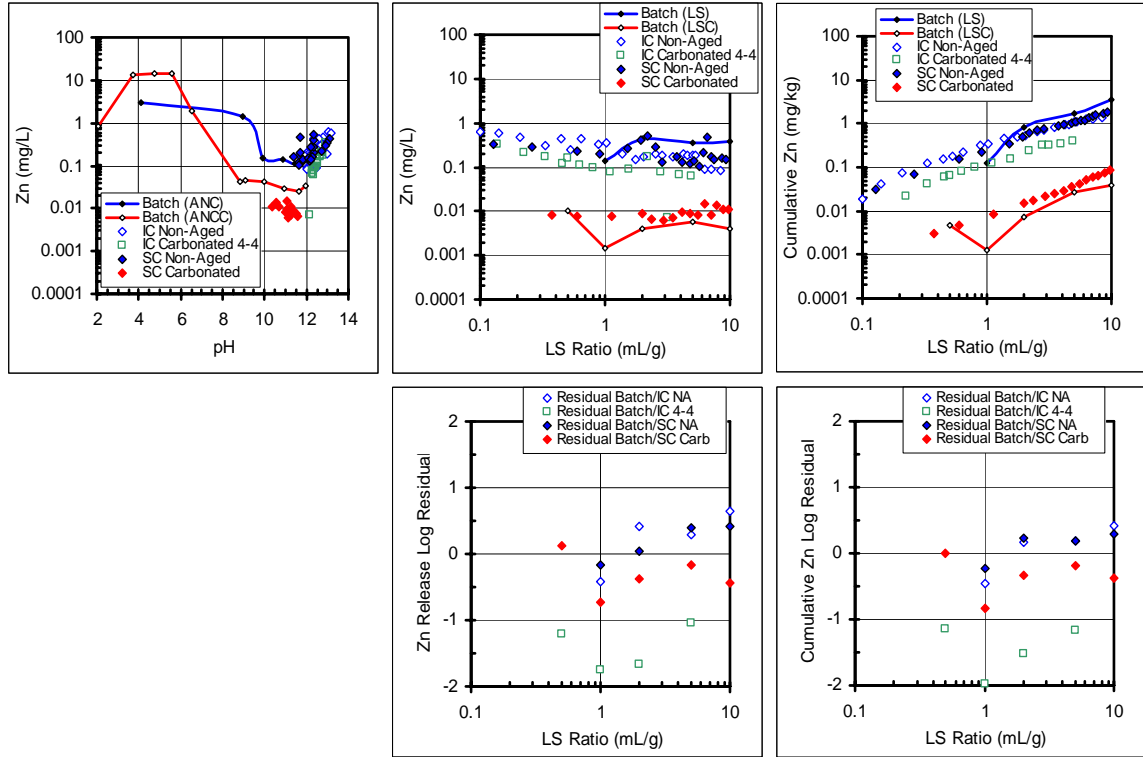 Zn (mg/L)
100
10
1
0.1
0.01
0.001
0.0001
Batch (ANC)
Batch (ANCC)
IC Non-Aged
IC Carbonated 4-4
SC Non-Aged
SC Carbonated
2 4 6 8 10 12 14
pH
Batch (LS)
Batch (LSC)
IC Non-Aged
IC Carbonated 4-4
SC Non-Aged
SC Carbonated
Zn (mg/L)
100
10
1
0.1
0.01
0.001
0.0001
0.1 1 10
LS Ratio (mL/g)
Batch (LS)
Batch (LSC)
IC Non-Aged
IC Carbonated 4-4
SC Non-Aged
SC Carbonated
Cumulative Zn (mg/kg)
100
10
1
0.1
0.01
0.001
0.0001
0.1 1 10
LS Ratio (mL/g)
Residual Batch/IC NA
Residual Batch/IC 4-4
Residual Batch/SC NA
Residual Batch/SC Carb
Zn Release Log Residual
2
1
0
-1
-2
0.1 1 10
LS Ratio (mL/g)
Residual Batch/IC NA
Residual Batch/IC 4-4
Residual Batch/SC NA
Residual Batch/SC Carb
Cumulative Zn Log Residual
2
1
0
-1
-2
0.1 1 10
LS Ratio (mL/g)